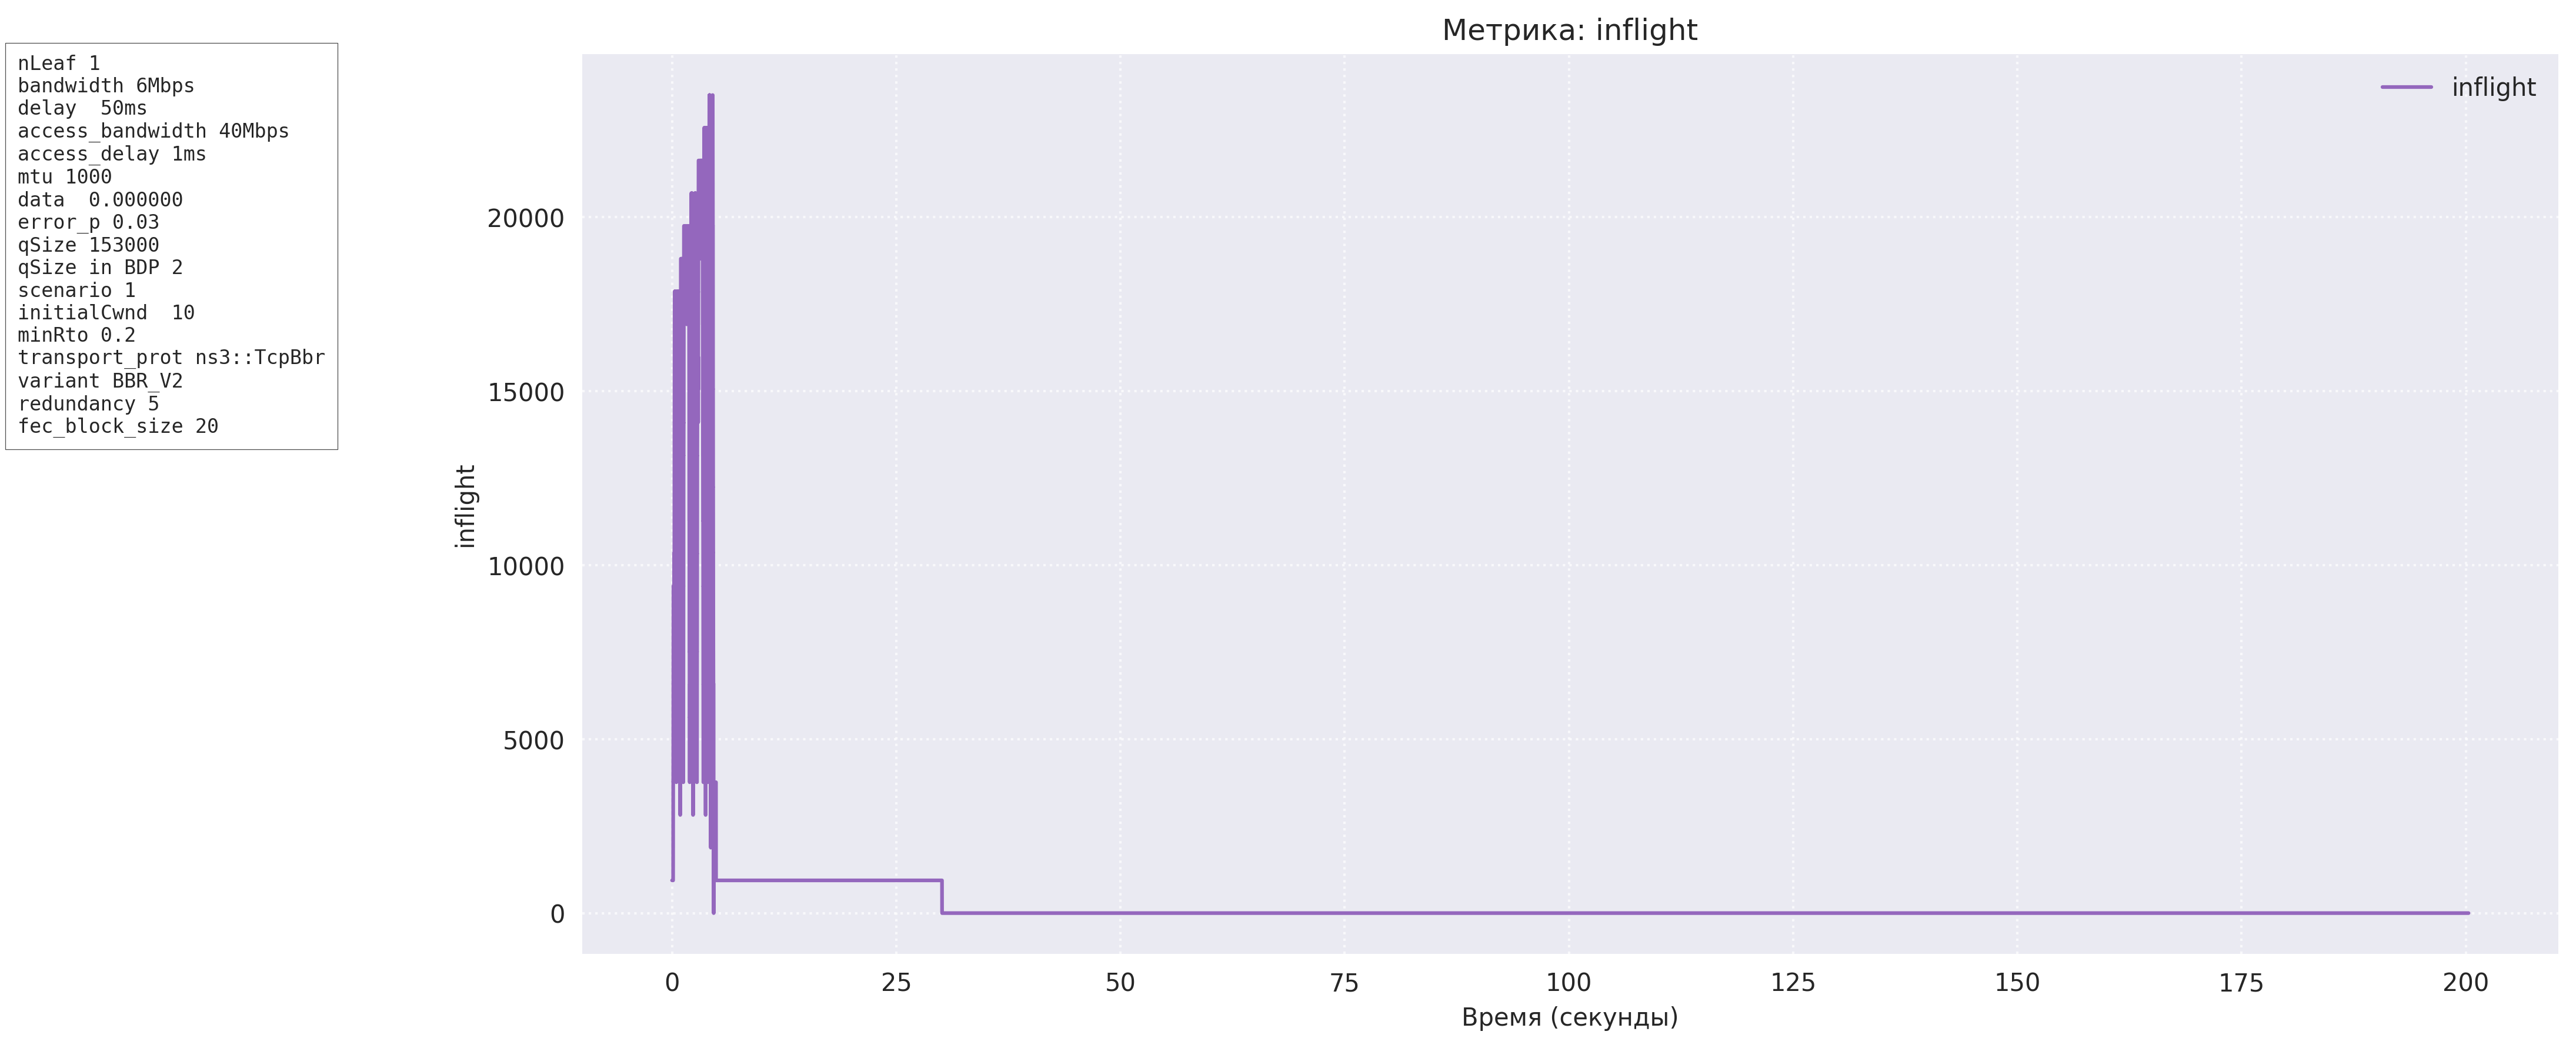 Метрика: inflight
nLeaf 1
bandwidth 6Mbps
delay  50ms
access_bandwidth 40Mbps
access_delay 1ms
mtu 1000
data  0.000000
error_p 0.03
qSize 153000
qSize in BDP 2
scenario 1
initialCwnd  10
minRto 0.2
transport_prot ns3::TcpBbr
variant BBR_V2
redundancy 5
fec_block_size 20
inflight
inflight
20000
15000
10000
5000
0
0 25 50 75 100 125 150 175 200
Время (секунды)